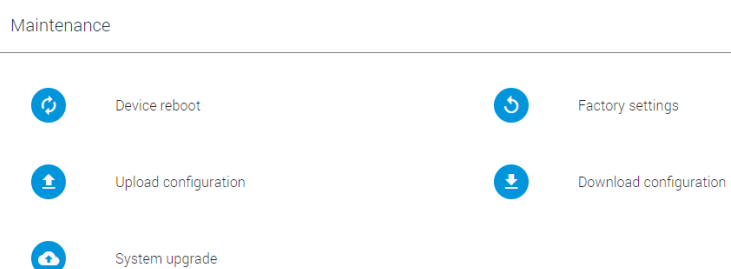 Maintenance
Device reboot
Factory settings
Upload configuration
Download configuration
System upgrade